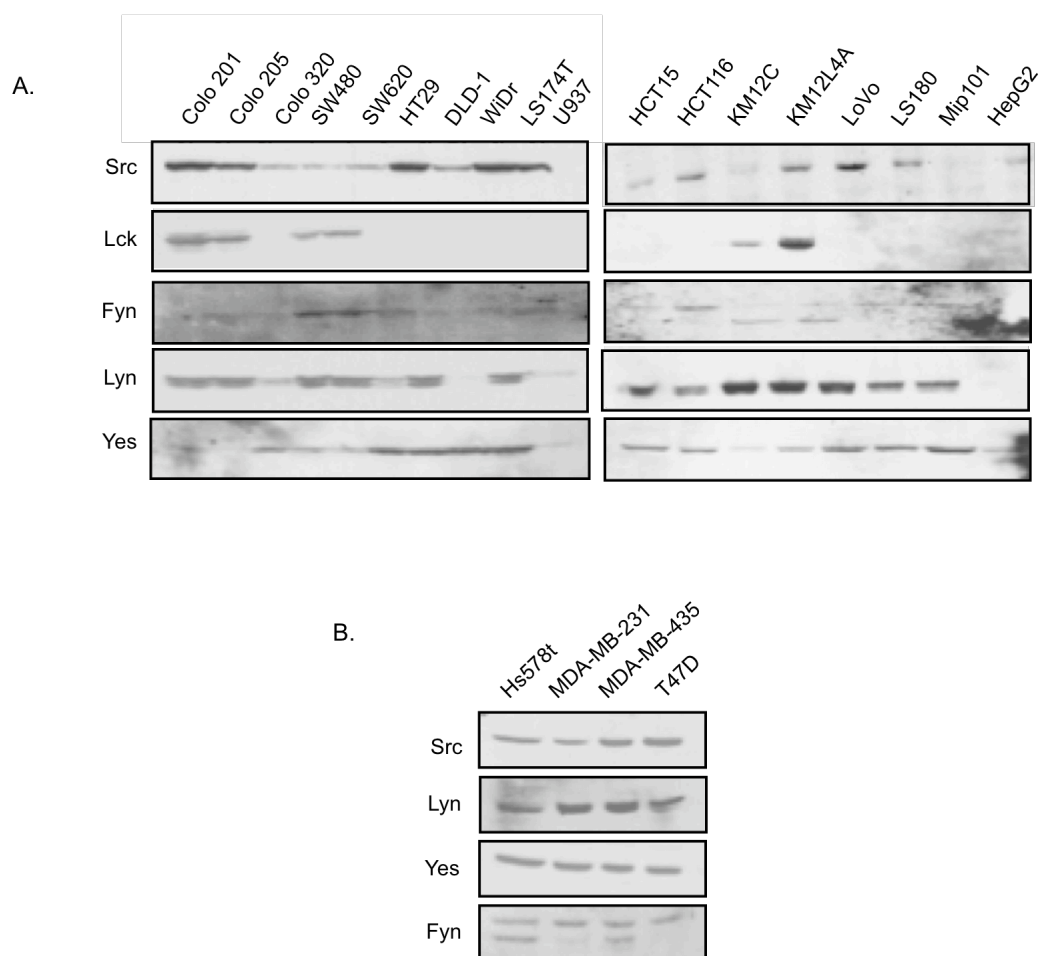 A.
Colo 201 Colo 205 Colo 320 SW480 SW620 HT29 DLD-1 WiDr LS174T U937 HCT15 HCT116 KM12C KM12L4A LoVo LS180 Mip101 HepG2
Src
Lck
Fyn
Lyn
Yes
B.
Hs578t MDA-MB-231 MDA-MB-435 T47D
Src
Lyn
Yes
Fyn